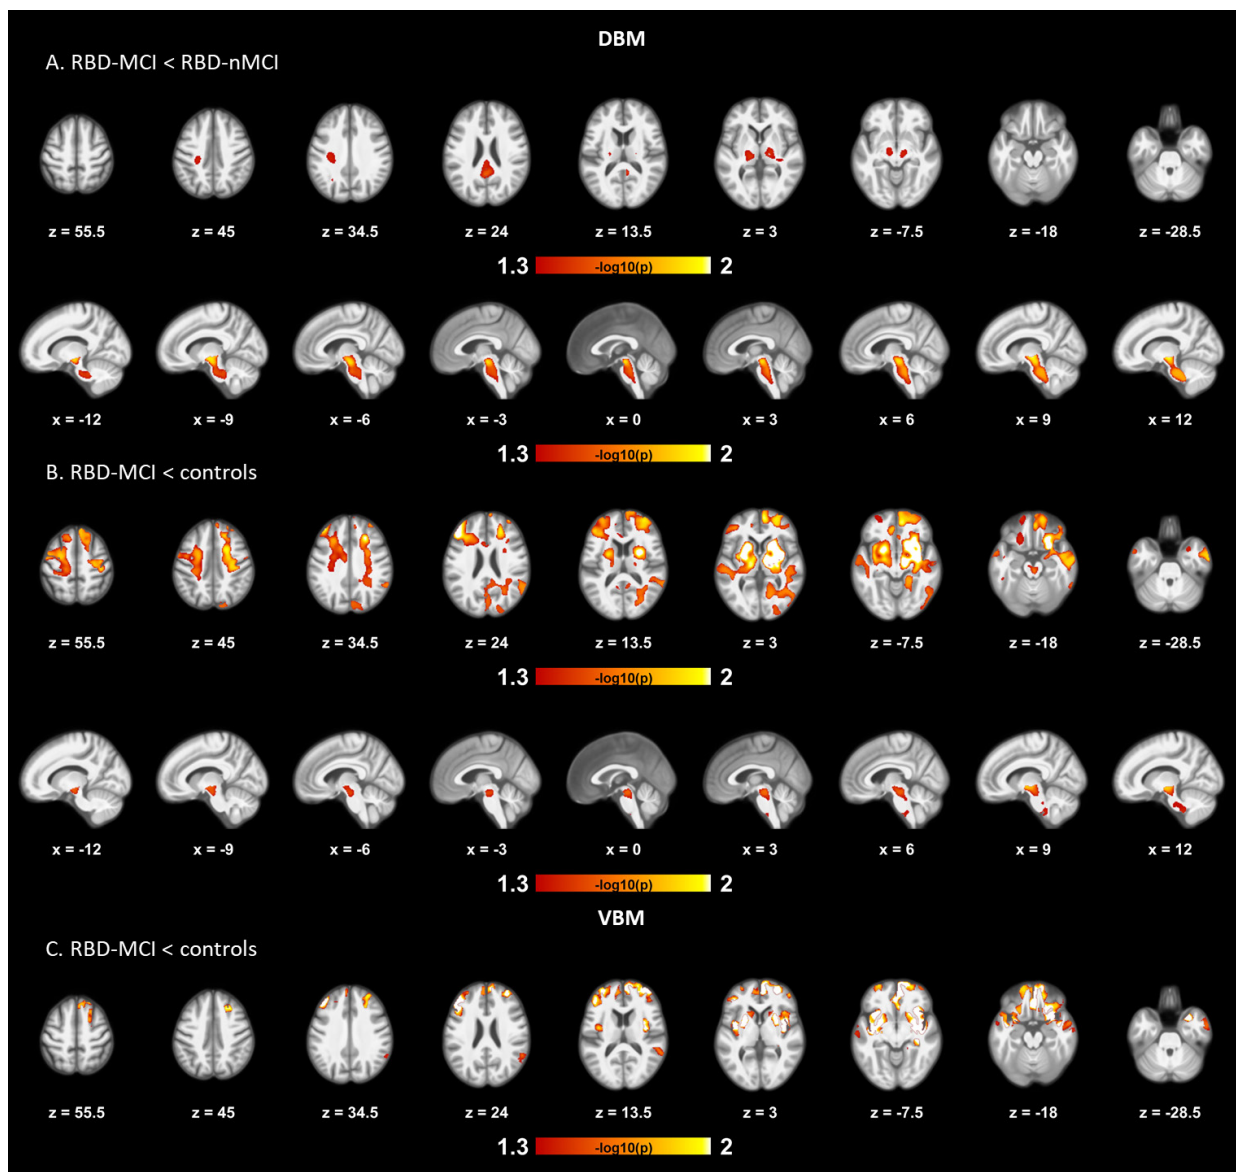 DBM
A. RBD-MCI < RBD-nMCI
z = 55.5 z = 45 z = 34.5 z = 24 z = 13.5 z = 3 z = -7.5 z = -18 z = -28.5
1.3 -log10(p) 2
x = -12 x = -9 x = -6 x = -3 x = 0 x = 3 x = 6 x = 9 x = 12
1.3 -log10(p) 2
B. RBD-MCI < controls
z = 55.5 z = 45 z = 34.5 z = 24 z = 13.5 z = 3 z = -7.5 z = -18 z = -28.5
1.3 -log10(p) 2
x = -12 x = -9 x = -6 x = -3 x = 0 x = 3 x = 6 x = 9 x = 12
1.3 -log10(p) 2
VBM
C. RBD-MCI < controls
z = 55.5 z = 45 z = 34.5 z = 24 z = 13.5 z = 3 z = -7.5 z = -18 z = -28.5
1.3 -log10(p) 2